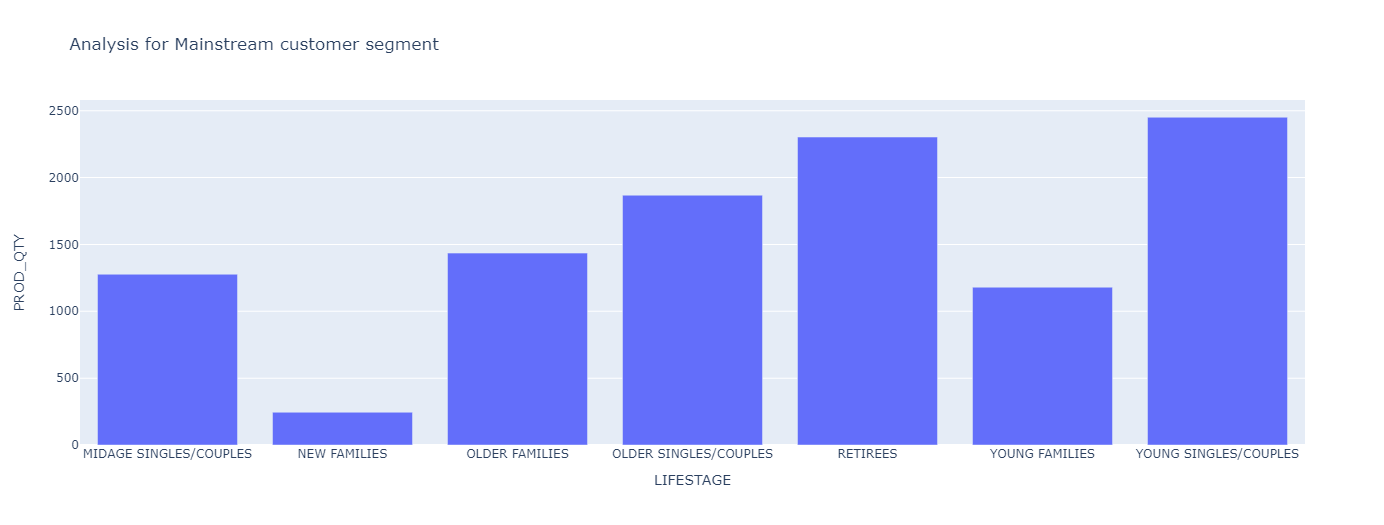 Analysis for Mainstream customer segment
PROD_QTY
2500
2000
1500
1000
500
0
MIDAGE SINGLES/COUPLES
NEW FAMILIES
OLDER FAMILIES
OLDER SINGLES/COUPLES
RETIREES
YOUNG FAMILIES
YOUNG SINGLES/COUPLES
LIFESTAGE